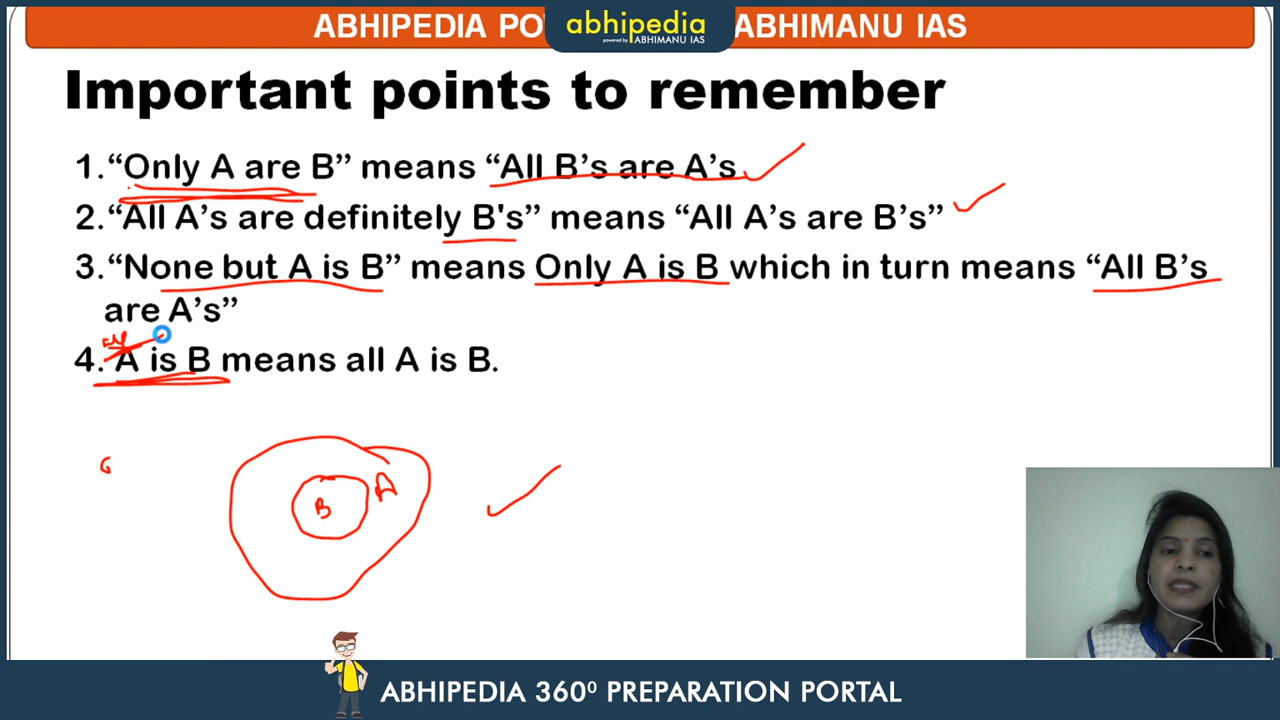 ABHIPEDIA PO
abhipedia
powered by ABHIMANU IAS
ABHIMANU IAS
Important points to remember
1. “Only A are B” means “All B’s are A’s
2. “All A’s are definitely B's” means “All A’s are B’s”
3. “None but A is B” means Only A is B which in turn means “All B’s
are A’s”
4. A is B means all A is B.
A
B
ABHIPEDIA 360⁰ PREPARATION PORTAL